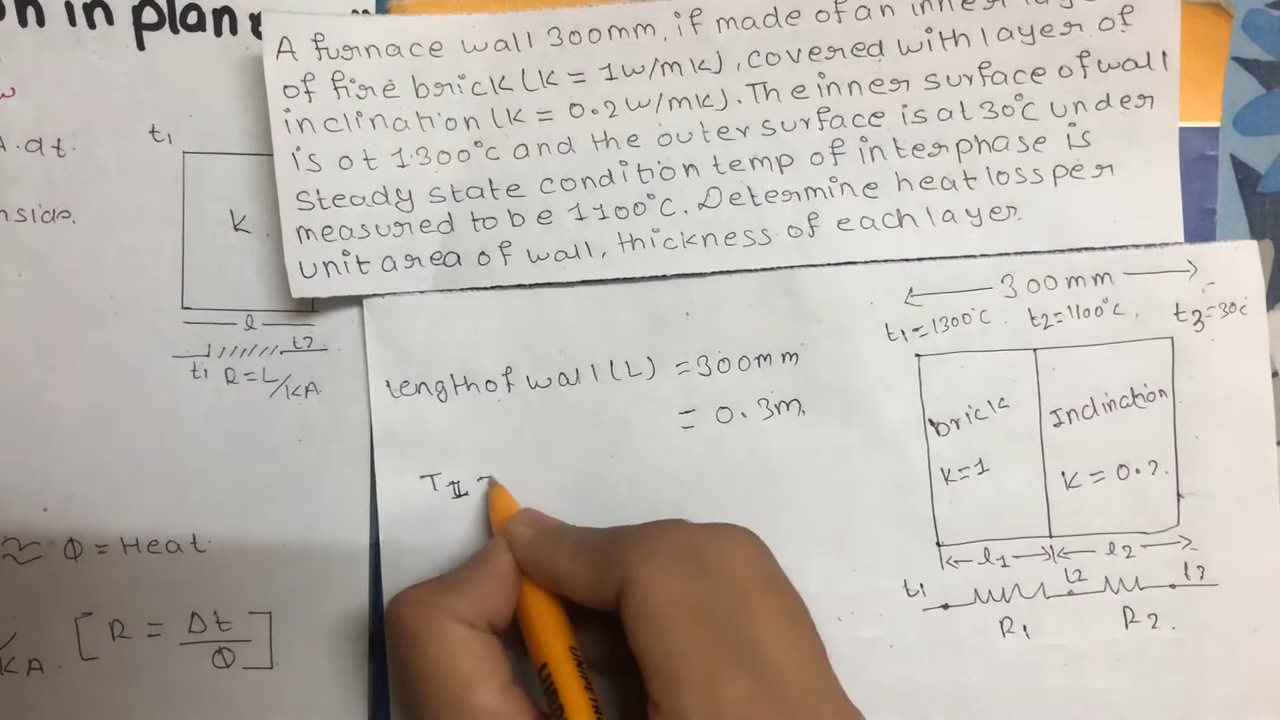 n in plan
A furnace wall 300mm, if made of an inner
of fire brick (k = 1w/mk), covered with layer of
inclination (k = 0.2w/mk). The inner surface of wall
is at 1300°c and the outer surface is at 30°c under
steady state condition temp of interphase is
measured to be 1100°c. Determine heat loss per
unit area of wall, thickness of each layer.
w
A.dt.
t1
K
l
t1
t2
R = L/KA
≈ Φ = Heat
KA. [R = Δt/Φ]
length of wall (L) = 300mm
= 0.3m.
300mm
t1=1300°C. t2=1100°C, t3=30c
brick Inclination
K=1 K = 0.2.
l1 l2
t1 t2 t3
R1 R2.